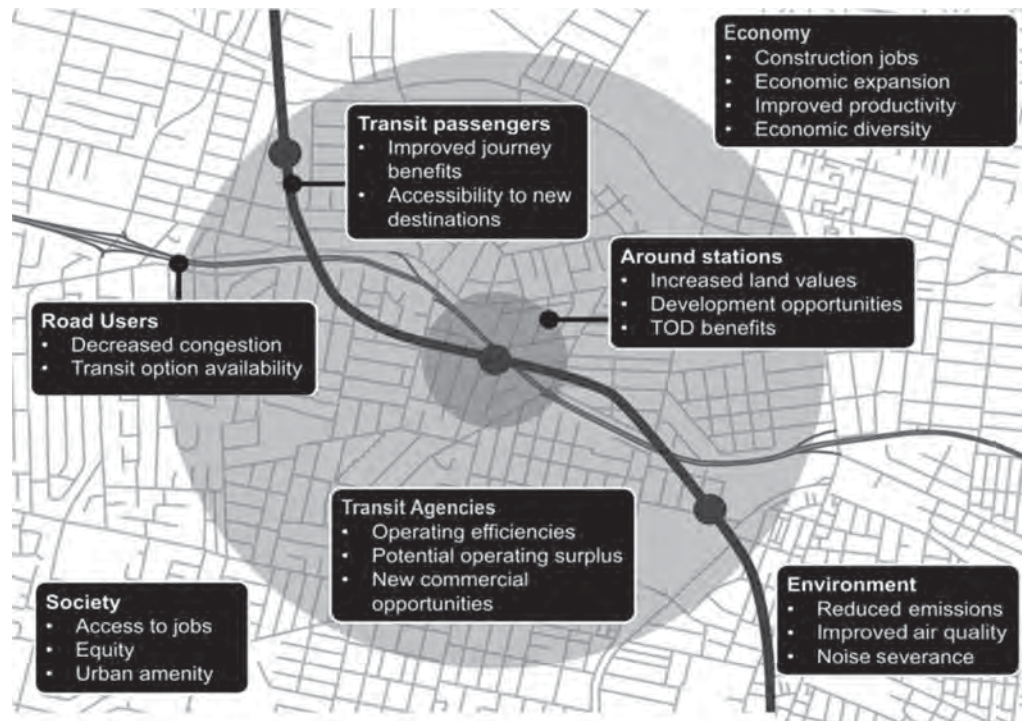 Economy
• Construction jobs
• Economic expansion
• Improved productivity
• Economic diversity
Transit passengers
• Improved journey
benefits
• Accessibility to new
destinations
Around stations
• Increased land values
• Development opportunities
• TOD benefits
Road Users
• Decreased congestion
• Transit option availability
Transit Agencies
• Operating efficiencies
• Potential operating surplus
• New commercial
opportunities
Society
• Access to jobs
• Equity
• Urban amenity
Environment
• Reduced emissions
• Improved air quality
• Noise severance